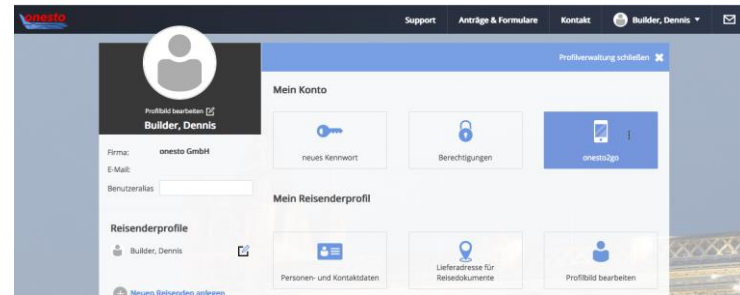 onesto
Support Anträge & Formulare Kontakt Builder, Dennis
Profilverwaltung schließen
Profilbild bearbeiten
Builder, Dennis
Firma: onesto GmbH
E-Mail:
Benutzeralias
Reisenderprofile
Builder, Dennis
Neuen Reisenden anlegen
Mein Konto
neues Kennwort
Berechtigungen
onesto2go
Mein Reisenderprofil
Personen- und Kontaktdaten
Lieferadresse für
Reisedokumente
Profilbild bearbeiten